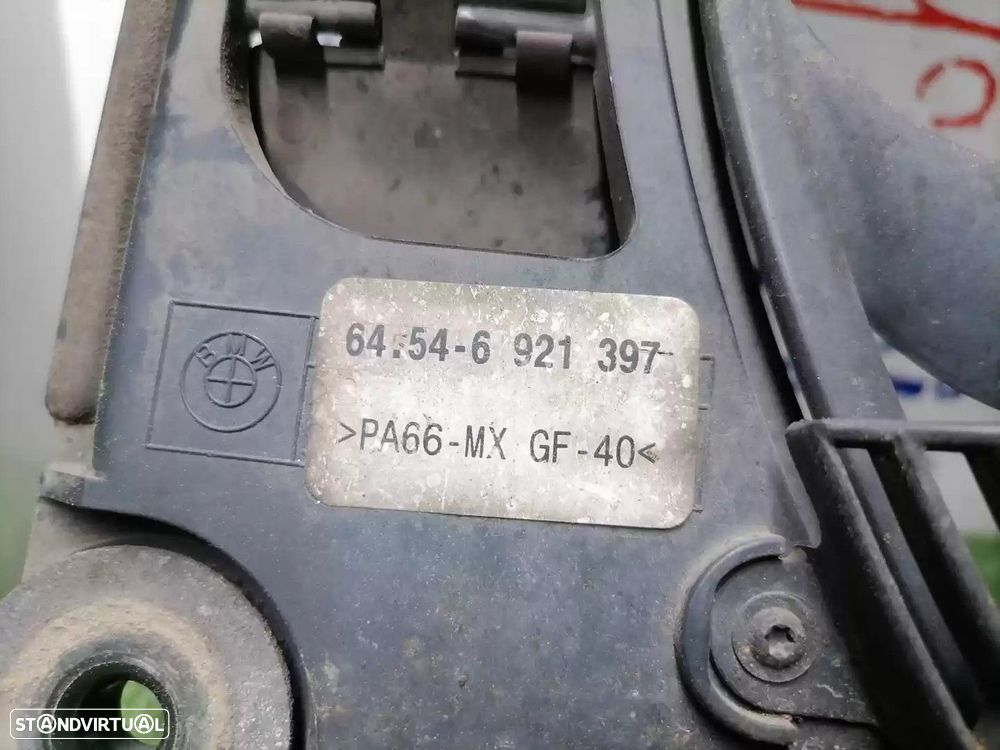 BMW
64.54-6 921 397
>PA66-MX GF-40<
STANDVIRTUAL